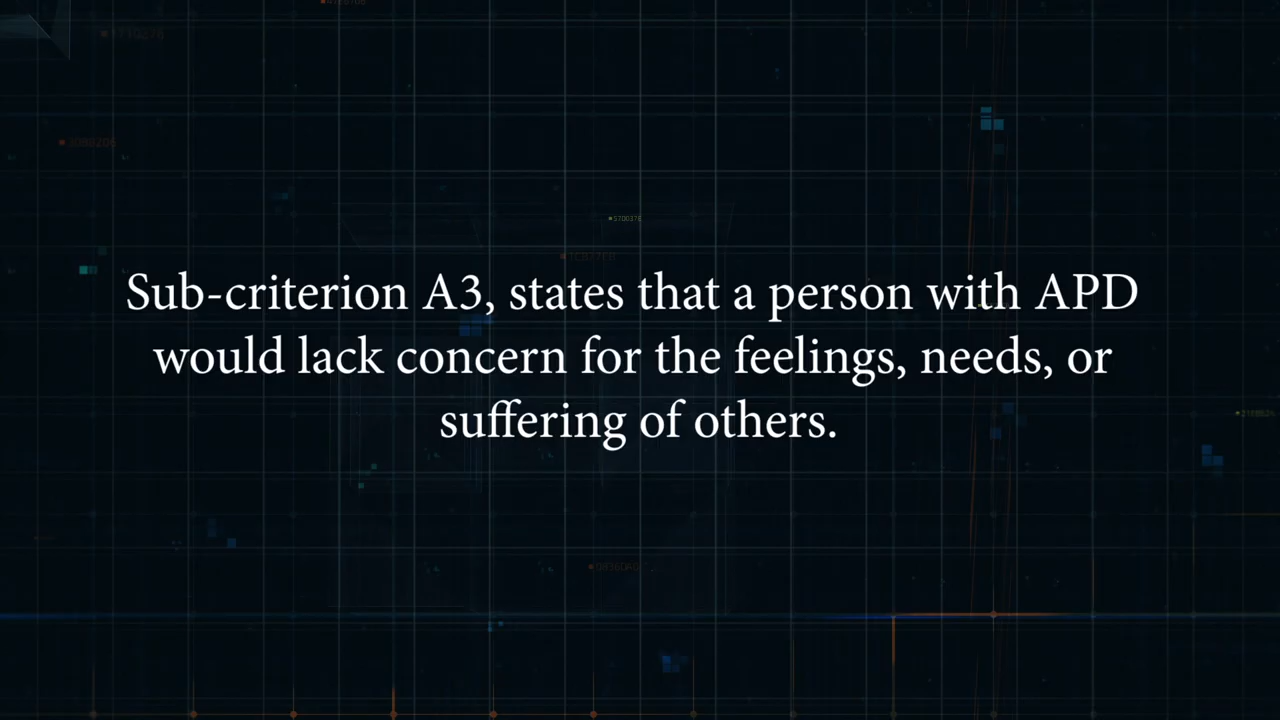 Sub-criterion A3, states that a person with APD
would lack concern for the feelings, needs, or
suffering of others.